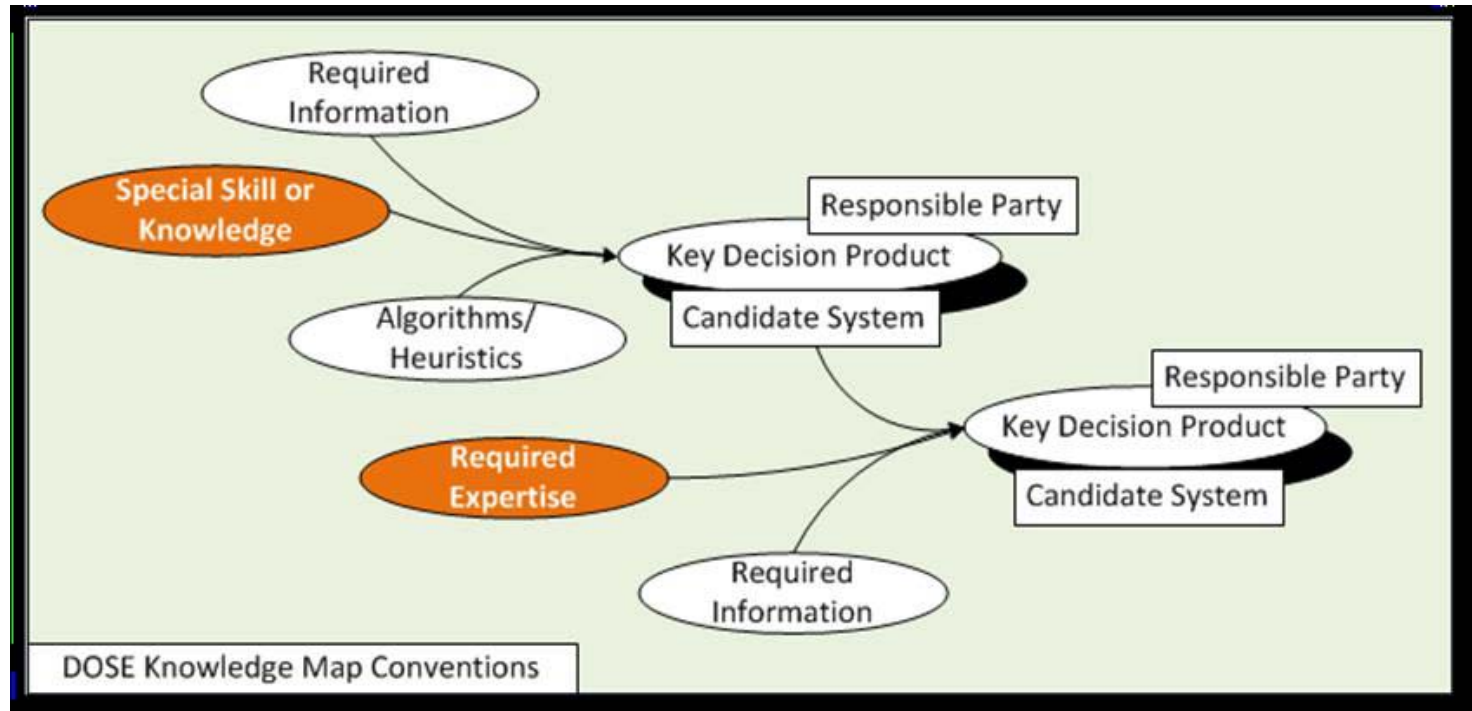 Required
Information
Special Skill or
Knowledge
Responsible Party
Key Decision Product
Algorithms/
Heuristics
Candidate System
Responsible Party
Key Decision Product
Required
Expertise
Candidate System
Required
Information
DOSE Knowledge Map Conventions